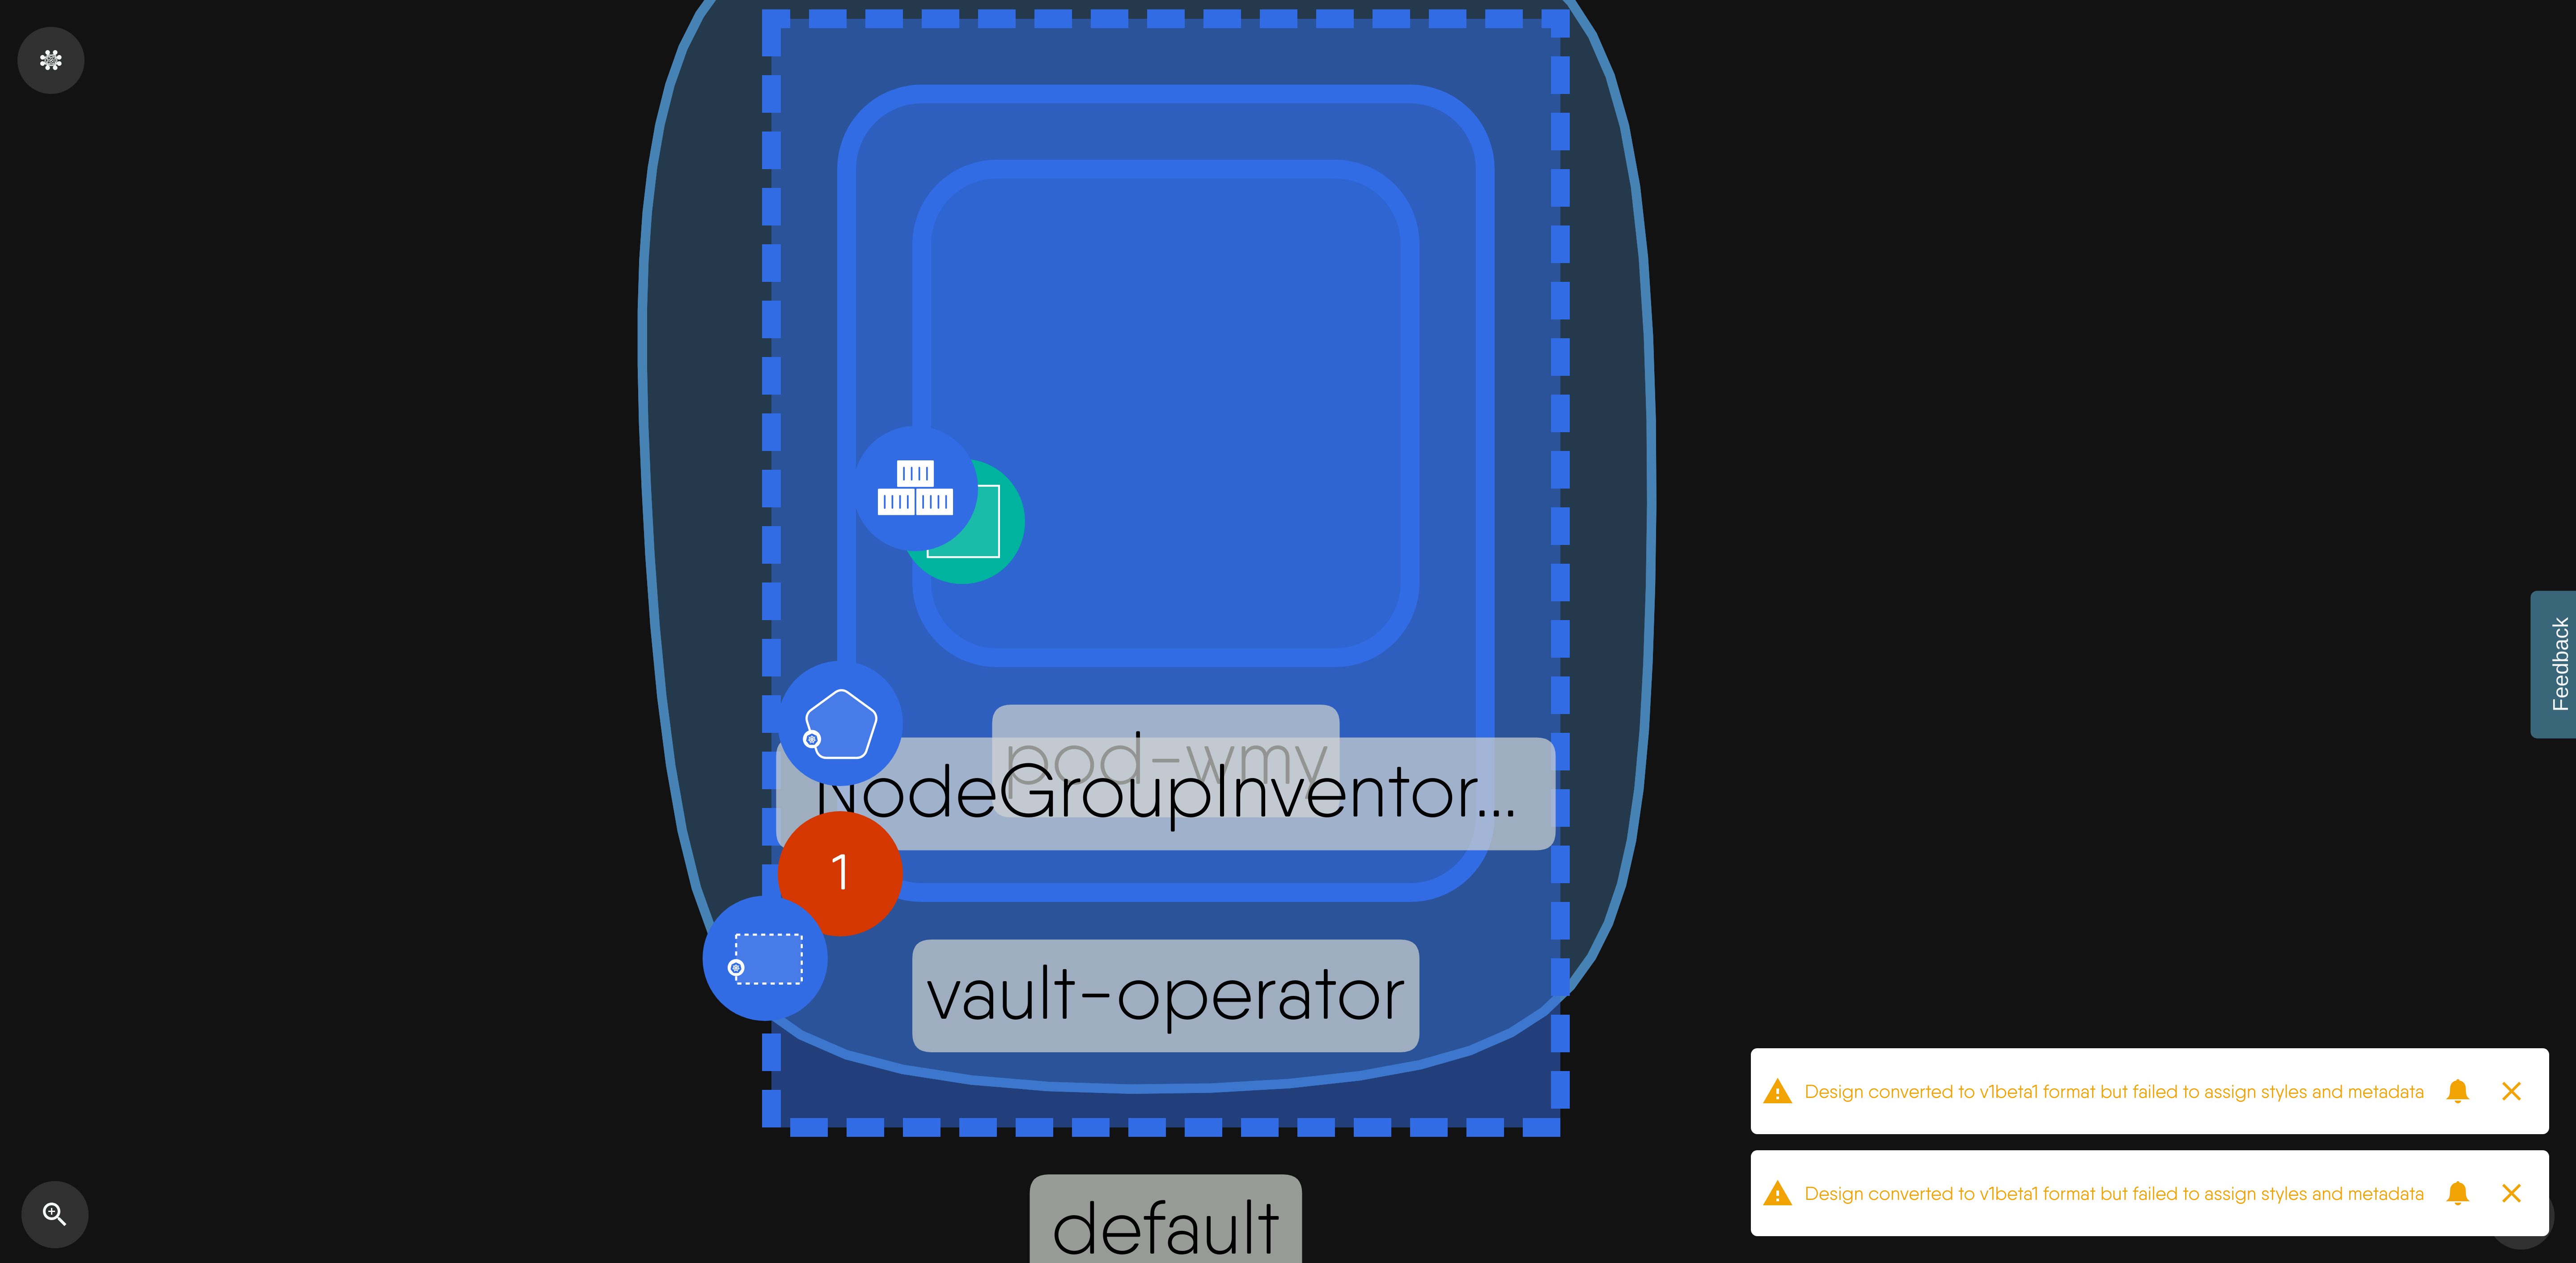 pod-wmy
NodeGroupInventor...
1
vault-operator
default
Feedback
Design converted to v1beta1 format but failed to assign styles and metadata
Design converted to v1beta1 format but failed to assign styles and metadata